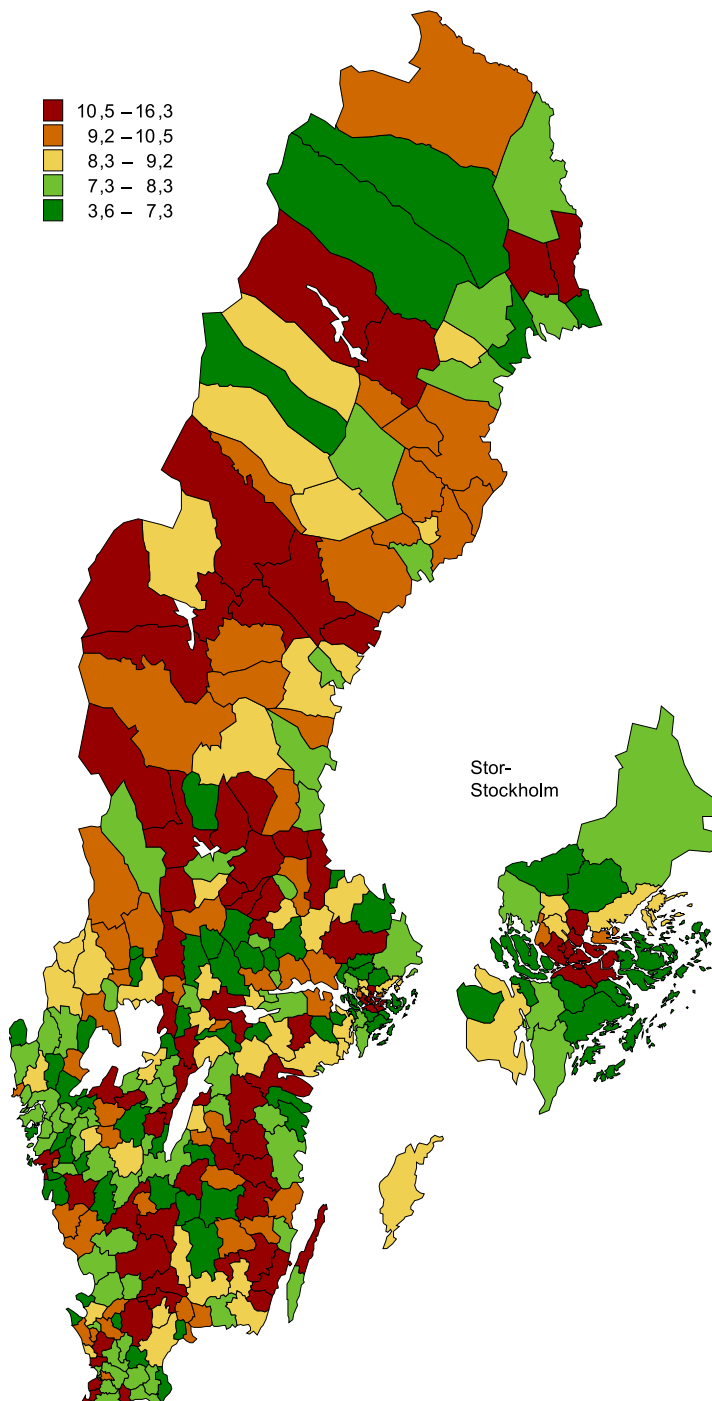 10,5 – 16,3
9,2 – 10,5
8,3 – 9,2
7,3 – 8,3
3,6 – 7,3
Stor-
Stockholm